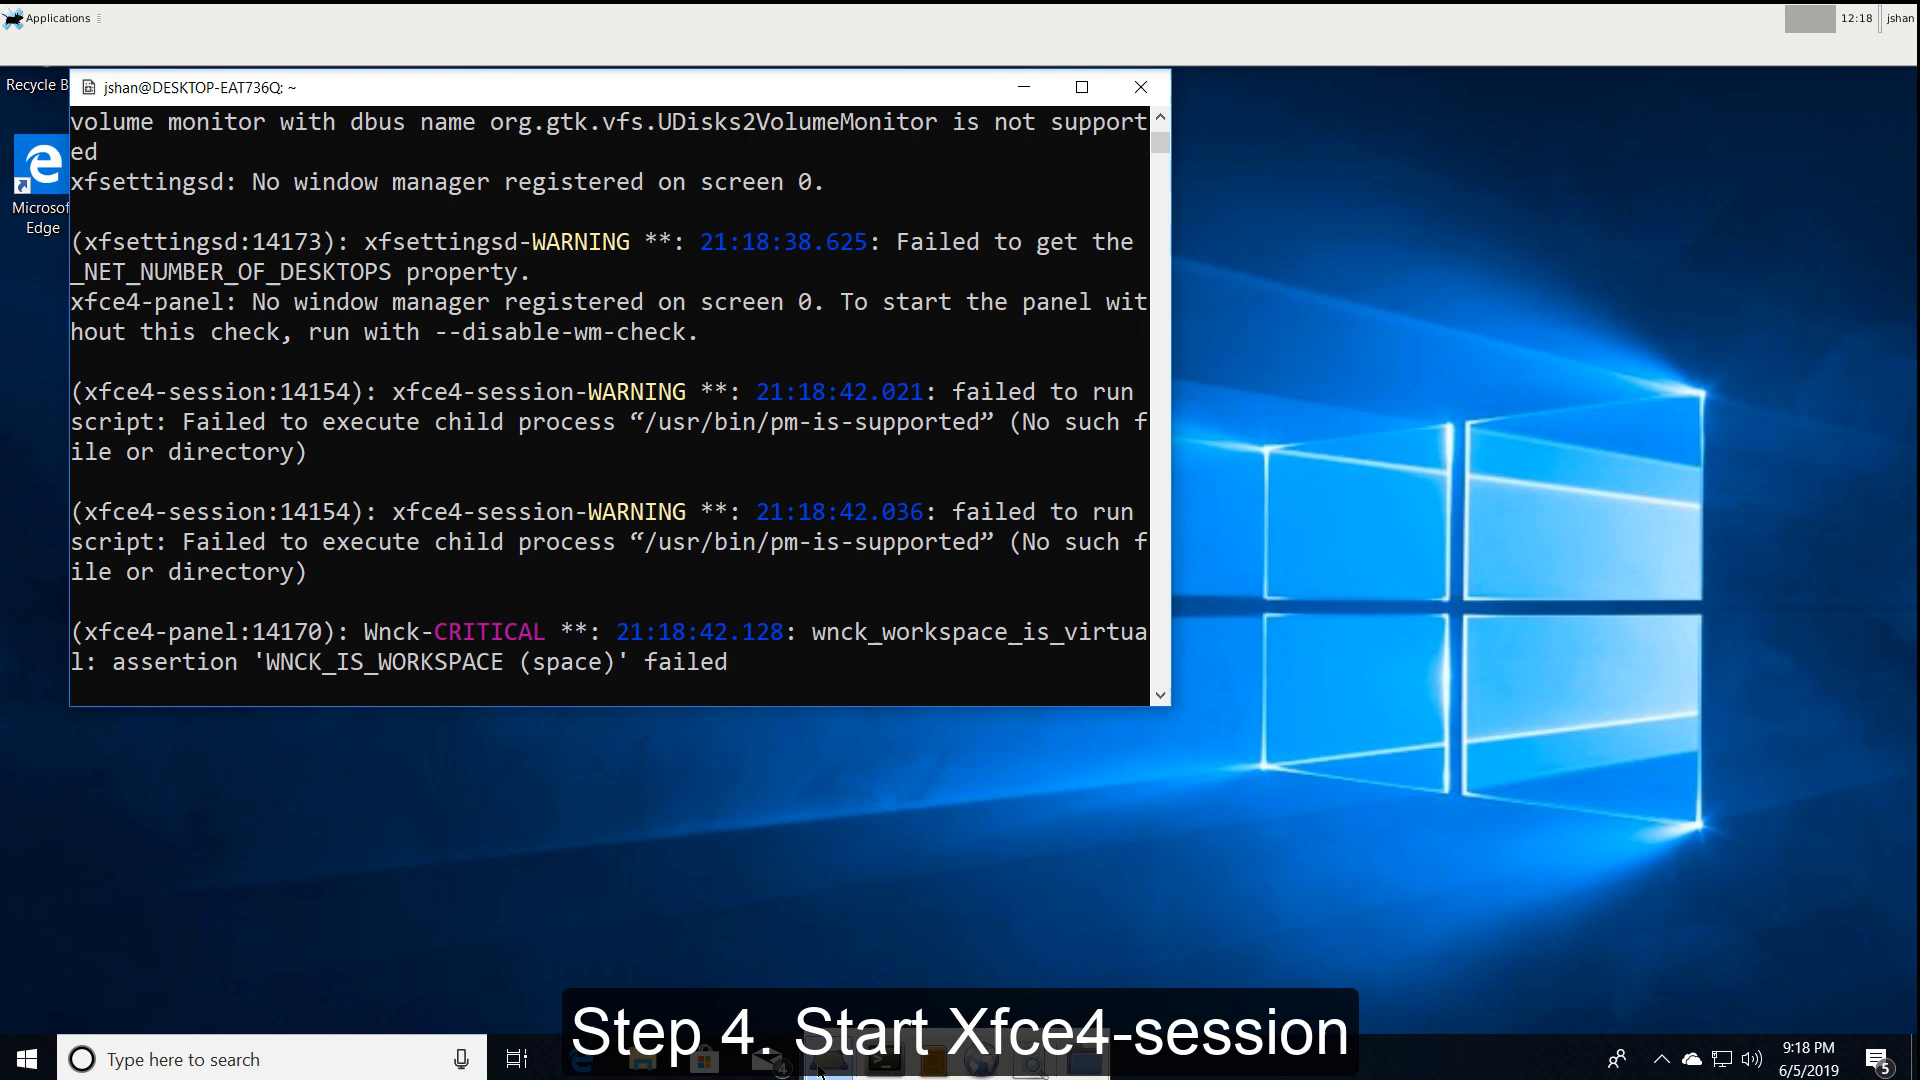 Applications
12:18
jshan
Recycle B
jshan@DESKTOP-EAT736Q: ~
volume monitor with dbus name org.gtk.vfs.UDisks2VolumeMonitor is not support
ed
xfsettingsd: No window manager registered on screen 0.
(xfsettingsd:14173): xfsettingsd-WARNING **: 21:18:38.625: Failed to get the
_NET_NUMBER_OF_DESKTOPS property.
xfce4-panel: No window manager registered on screen 0. To start the panel wit
hout this check, run with --disable-wm-check.
(xfce4-session:14154): xfce4-session-WARNING **: 21:18:42.021: failed to run
script: Failed to execute child process “/usr/bin/pm-is-supported” (No such f
ile or directory)
(xfce4-session:14154): xfce4-session-WARNING **: 21:18:42.036: failed to run
script: Failed to execute child process “/usr/bin/pm-is-supported” (No such f
ile or directory)
(xfce4-panel:14170): Wnck-CRITICAL **: 21:18:42.128: wnck_workspace_is_virtua
l: assertion 'WNCK_IS_WORKSPACE (space)' failed
Microsof
Edge
Step 4. Start Xfce4-session
Type here to search
4
9:18 PM
6/5/2019
5